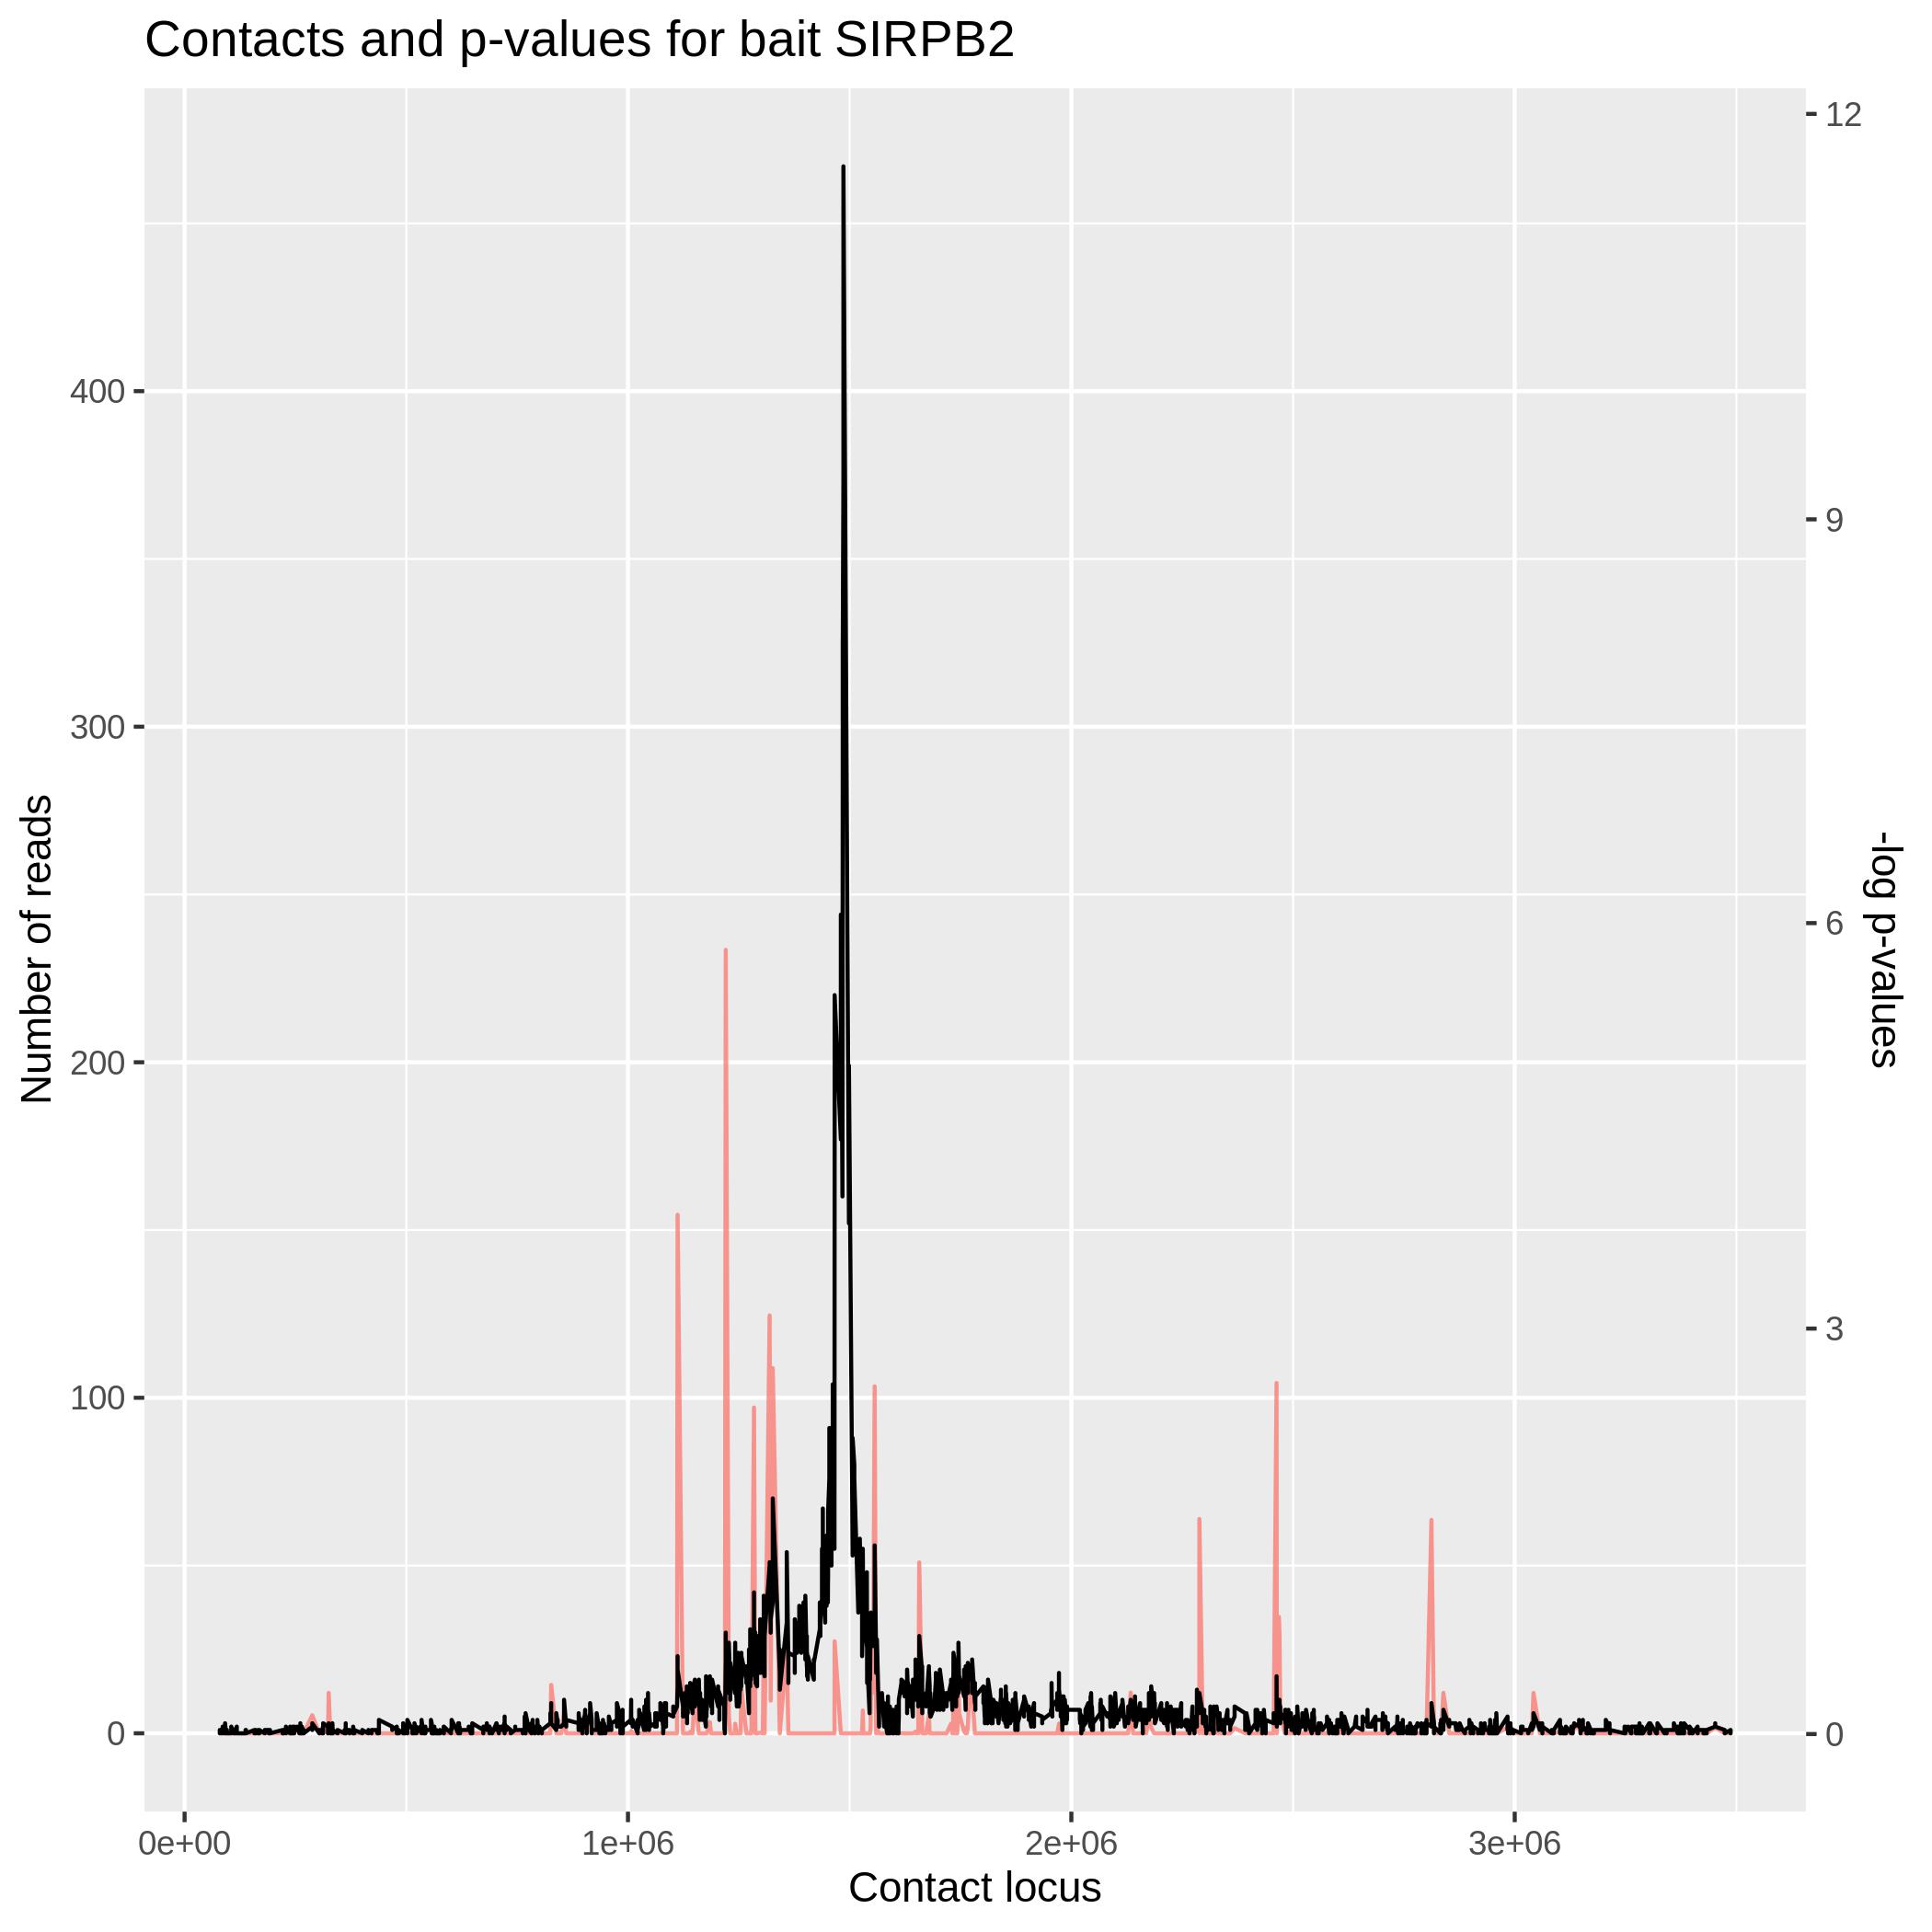 Contacts and p-values for bait SIRPB2
12
9
6
3
0
400
300
200
100
0
Number of reads
-log p-values
0e+00 1e+06 2e+06 3e+06
Contact locus